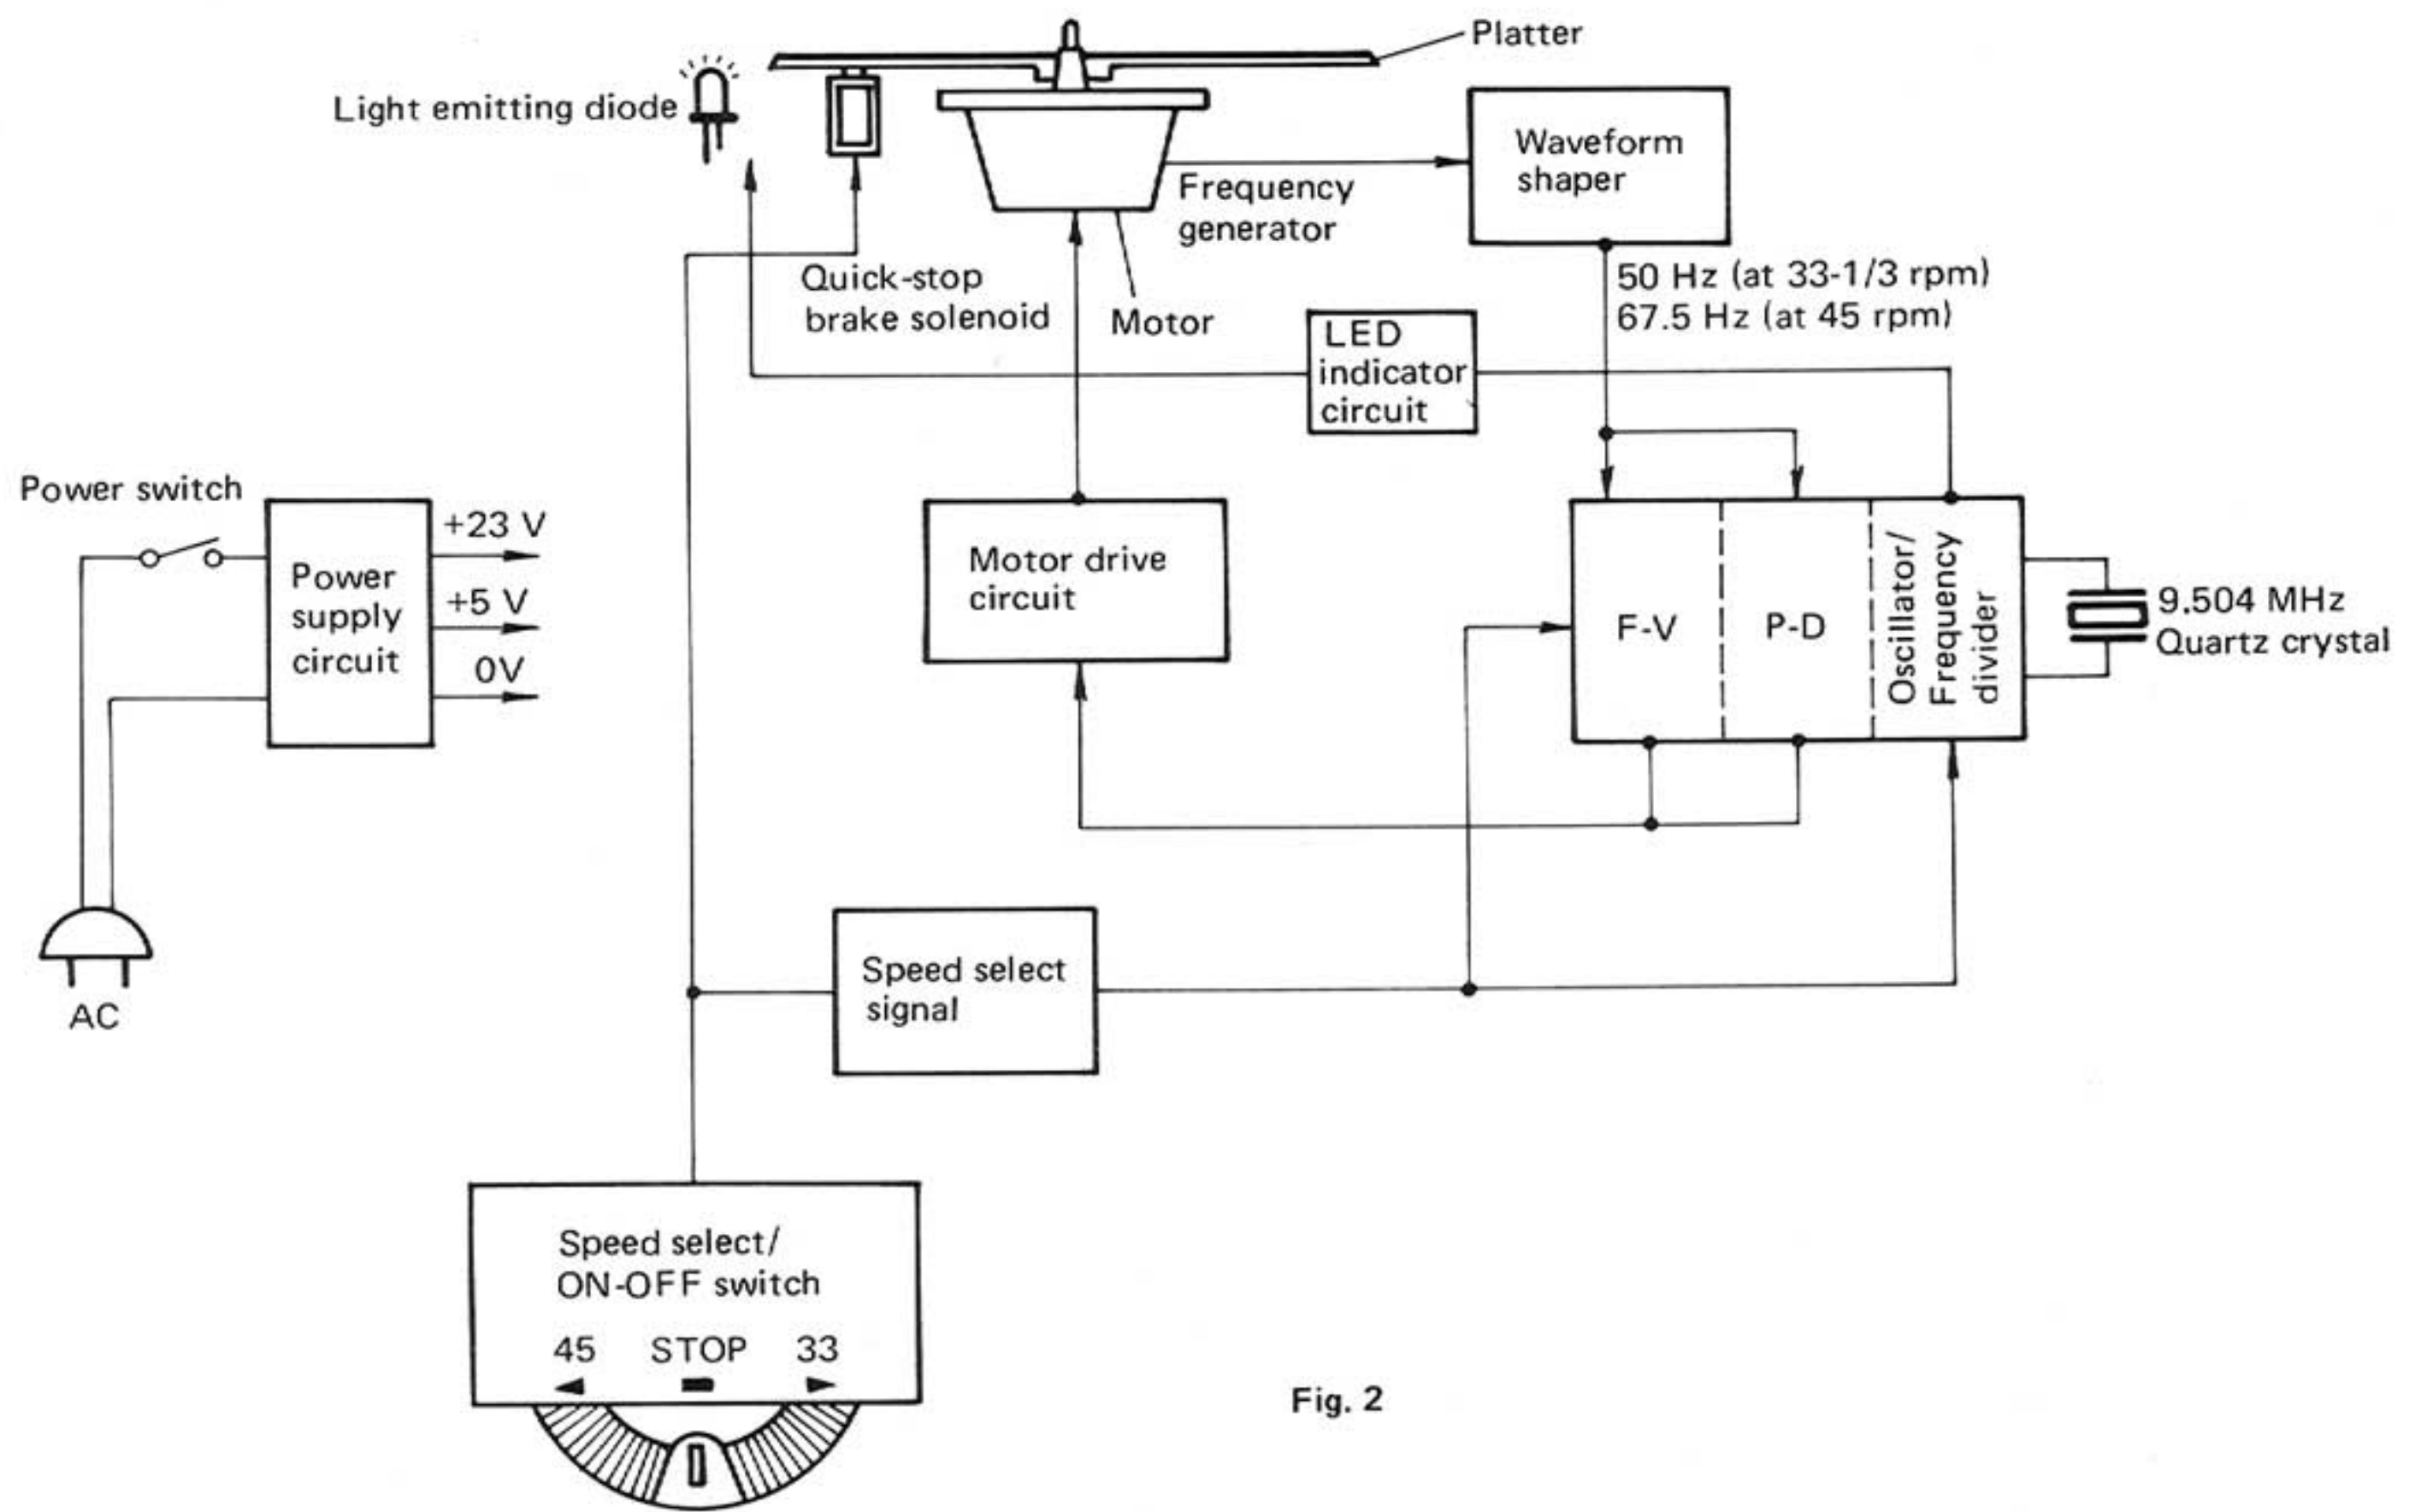 Platter
Light emitting diode
Waveform
shaper
Frequency
generator
Quick-stop
brake solenoid
Motor
50 Hz (at 33-1/3 rpm)
67.5 Hz (at 45 rpm)
LED
indicator
circuit
Power switch
+23 V
Power
supply
circuit
+5 V
0V
Motor drive
circuit
F-V
P-D
Oscillator/
Frequency
divider
9.504 MHz
Quartz crystal
AC
Speed select
signal
Speed select/
ON-OFF switch
45 STOP 33
Fig. 2